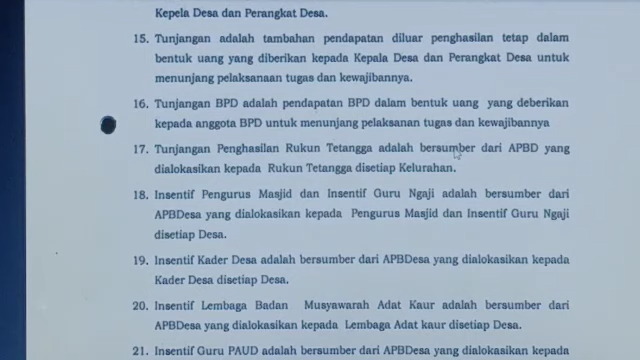 Kepela Desa dan Perangkat Desa.
15. Tunjangan adalah tambahan pendapatan diluar penghasilan tetap dalam
bentuk uang yang diberikan kepada Kepala Desa dan Perangkat Desa untuk
menunjang pelaksanaan tugas dan kewajibannya.
16. Tunjangan BPD adalah pendapatan BPD dalam bentuk uang yang deberikan
kepada anggota BPD untuk menunjang pelaksanan tugas dan kewajibannya
17. Tunjangan Penghasilan Rukun Tetangga adalah bersumber dari APBD yang
dialokasikan kepada Rukun Tetangga disetiap Kelurahan.
18. Insentif Pengurus Masjid dan Insentif Guru Ngaji adalah bersumber dari
APBDesa yang dialokasikan kepada Pengurus Masjid dan Insentif Guru Ngaji
disetiap Desa.
19. Insentif Kader Desa adalah bersumber dari APBDesa yang dialokasikan kepada
Kader Desa disetiap Desa.
20. Insentif Lembaga Badan Musyawarah Adat Kaur adalah bersumber dari
APBDesa yang dialokasikan kepada Lembaga Adat kaur disetiap Desa.
21. Insentif Guru PAUD adalah bersumber dari APBDesa yang dialokasikan kepada